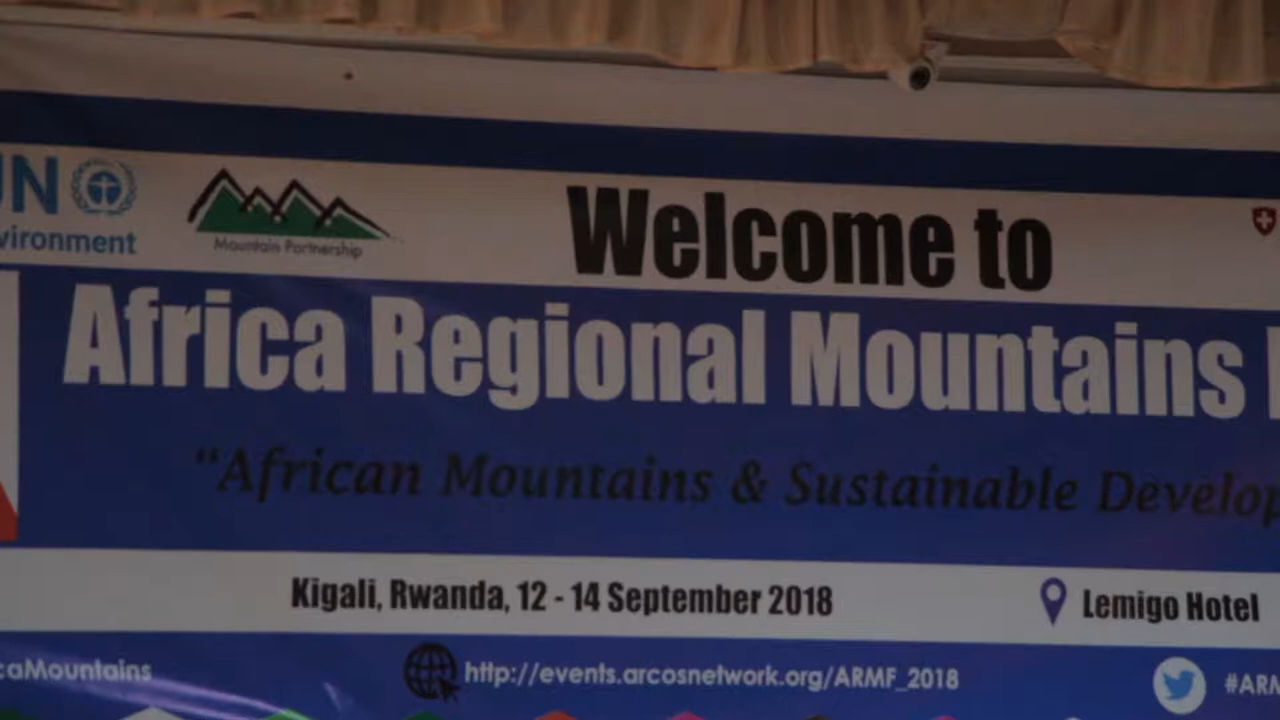 UN
vironment
Mountain Partnership
Welcome to
Africa Regional Mountains
"African Mountains & Sustainable Develop
Kigali, Rwanda, 12 - 14 September 2018
Lemigo Hotel
caMountains
http://events.arcosnetwork.org/ARMF_2018
#ARM